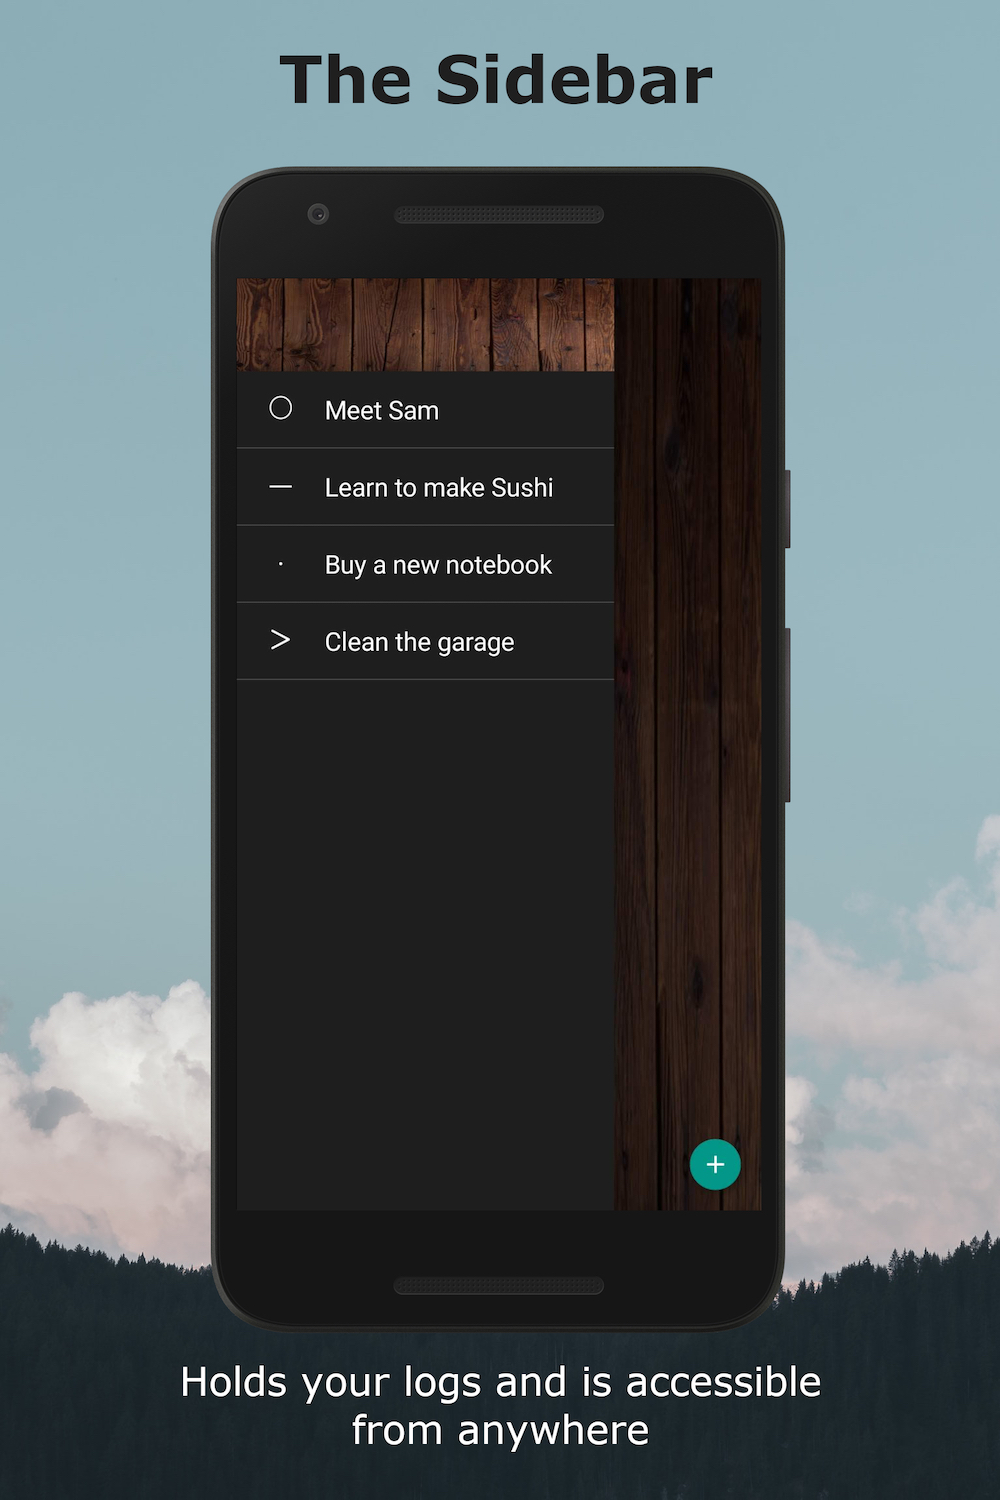 The Sidebar
Meet Sam
Learn to make Sushi
Buy a new notebook
Clean the garage
Holds your logs and is accessible
from anywhere